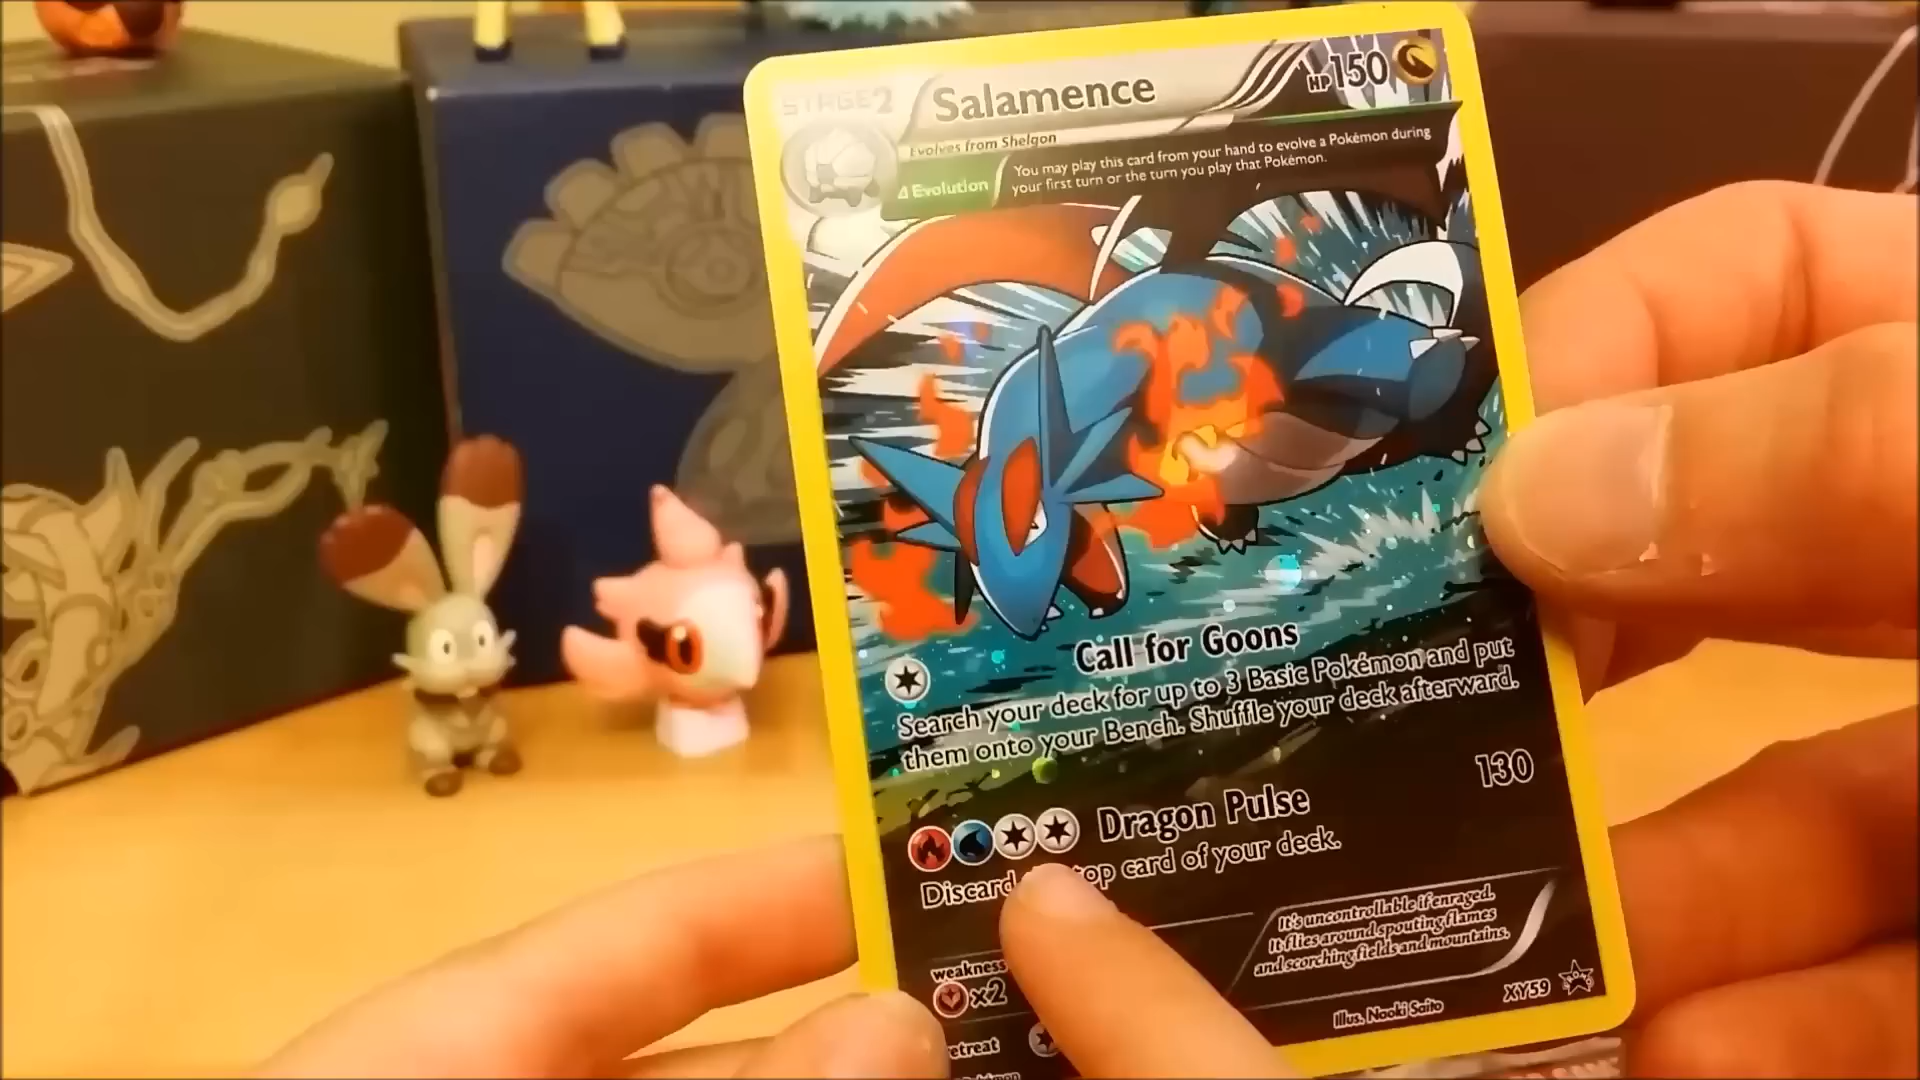 STAGE2 Salamence HP150
Evolves from Shelgon
Δ Evolution
You may play this card from your hand to evolve a Pokémon during
your first turn or the turn you play that Pokémon.
Call for Goons
Search your deck for up to 3 Basic Pokémon and put
them onto your Bench. Shuffle your deck afterward.
Dragon Pulse 130
Discard top card of your deck.
It's uncontrollable if enraged.
It flies around spouting flames
and scorching fields and mountains.
weakness
x2
XY59
Illus. Naoki Saito
etreat